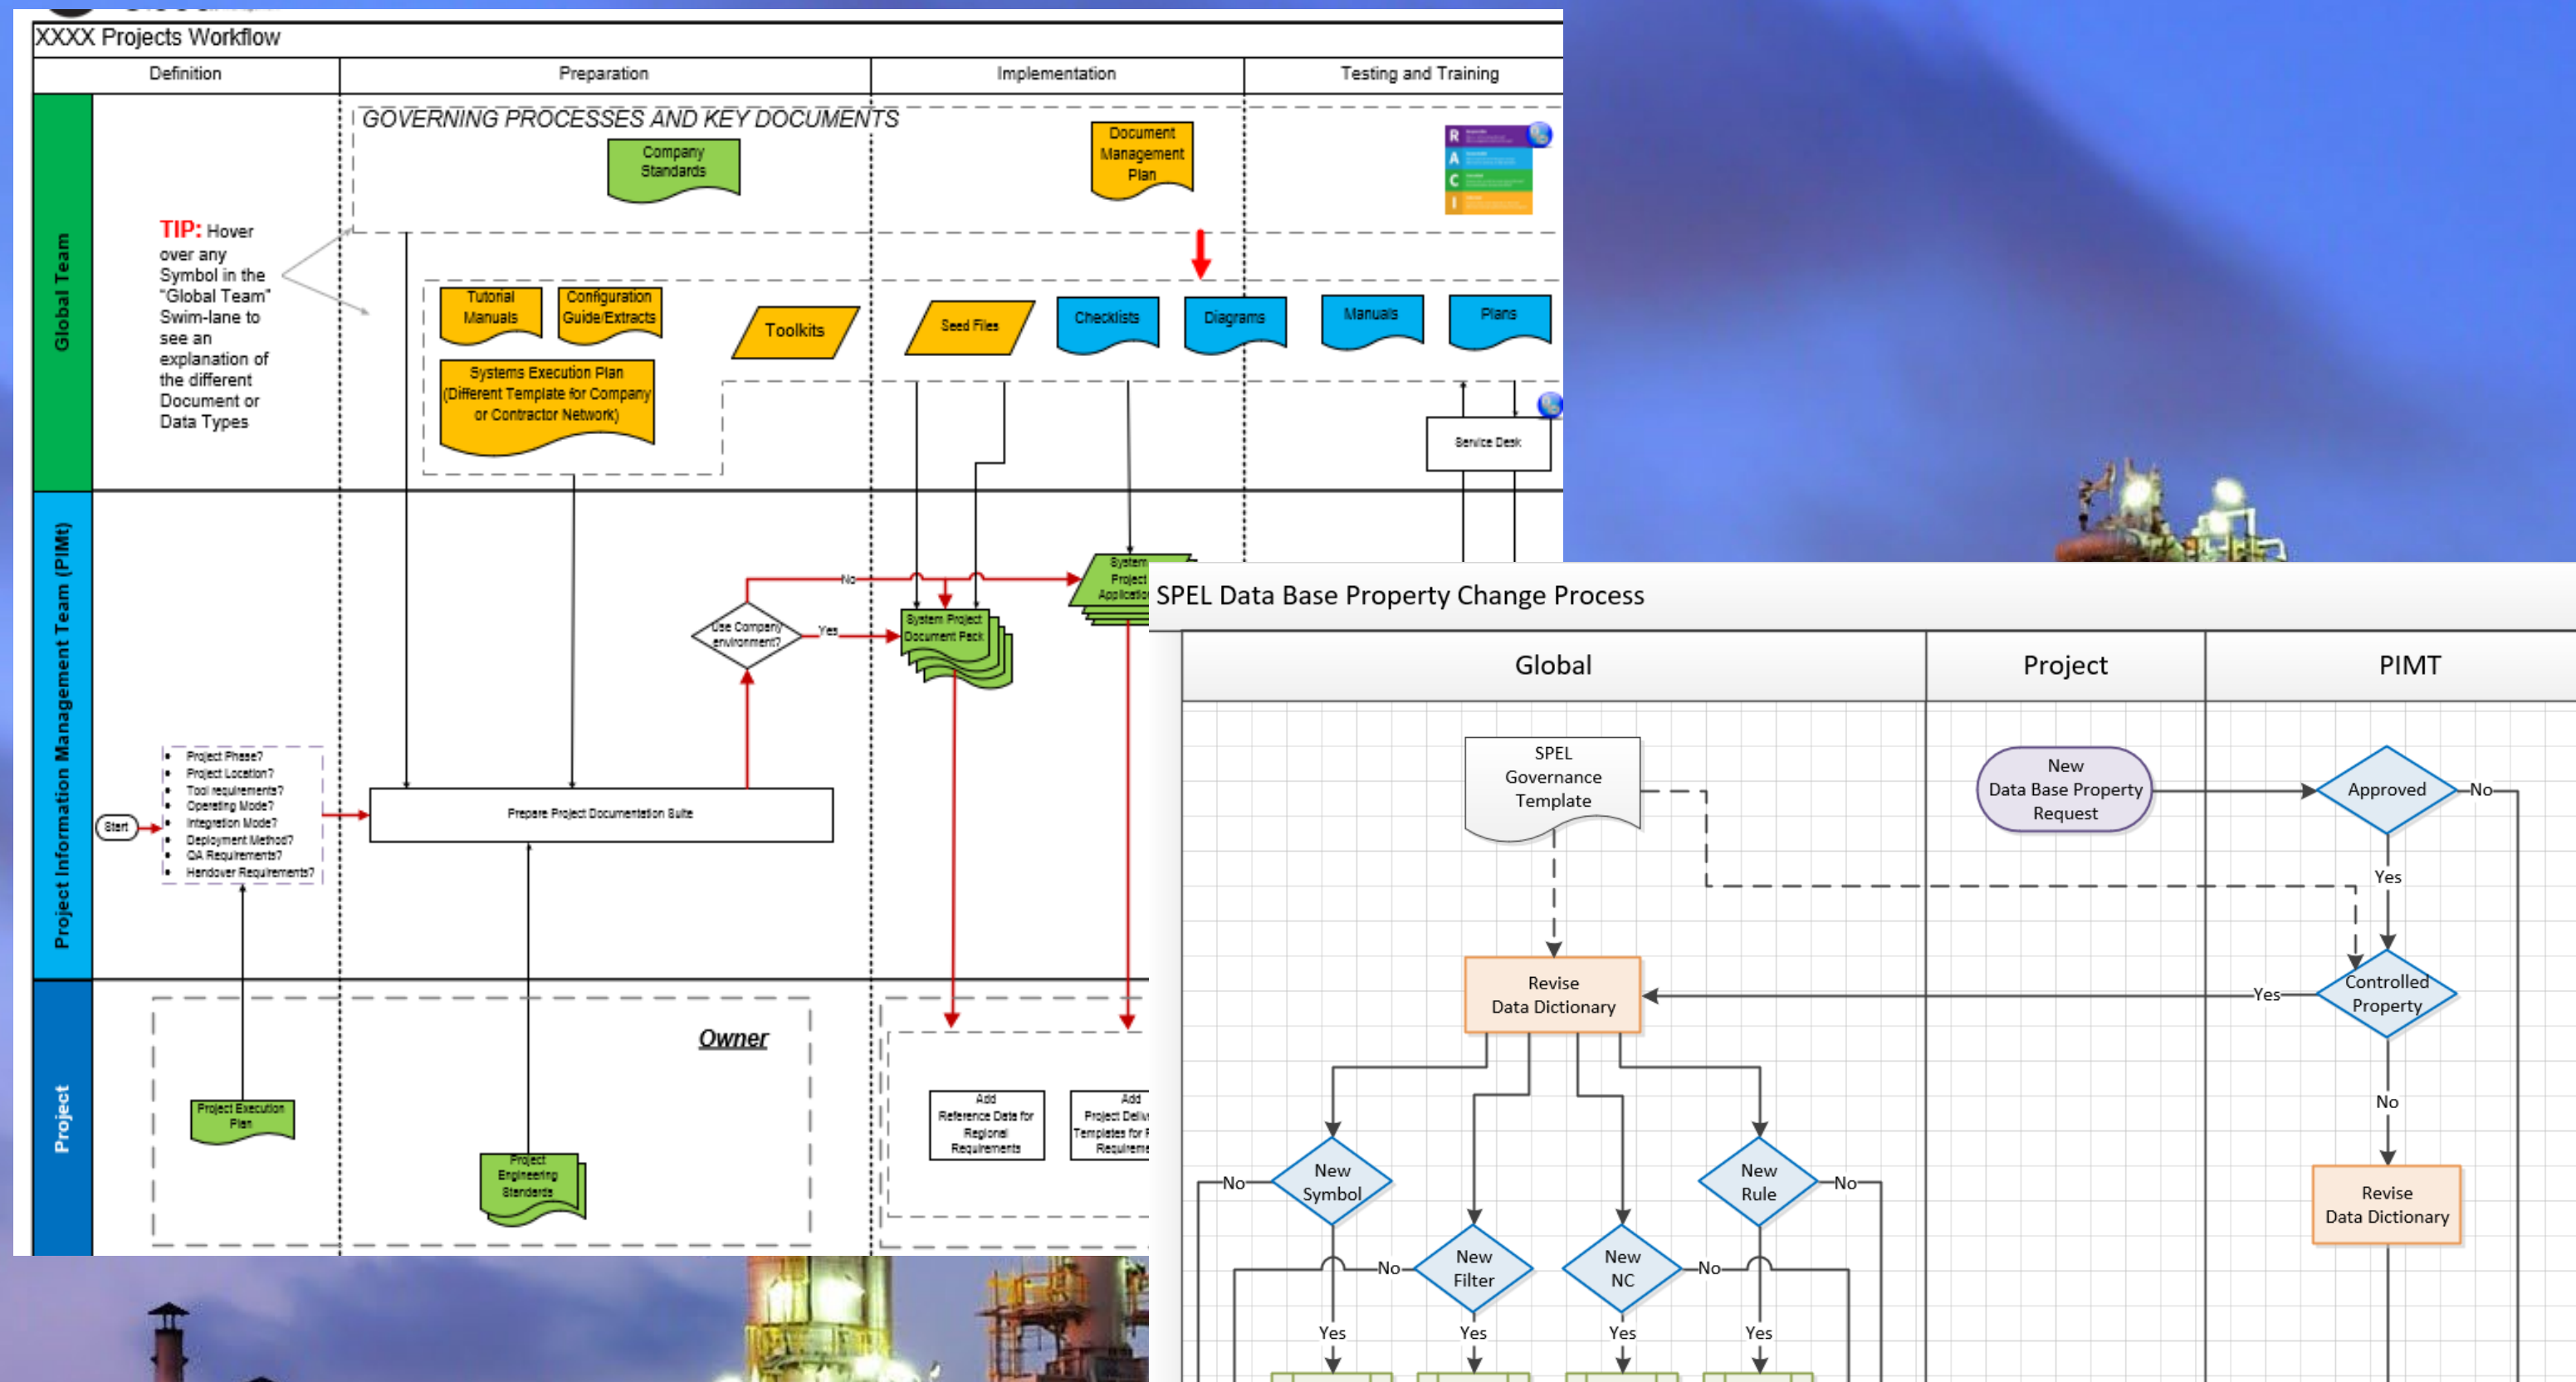 XXXX Projects Workflow
Definition
Preparation
Implementation
Testing and Training
Global Team
GOVERNING PROCESSES AND KEY DOCUMENTS
Company
Standards
Document
Management
Plan
R
A
C
I
TIP: Hover
over any
Symbol in the
"Global Team"
Swim-lane to
see an
explanation of
the different
Document or
Data Types
Tutorial
Manuals
Configuration
Guide/Extracts
Toolkits
Seed Files
Checklists
Diagrams
Manuals
Plans
Systems Execution Plan
(Different Template for Company
or Contractor Network)
Service Desk
Project Information Management Team (PIMt)
No
Use Company
environment?
Yes
System Project
Document Pack
System
Project
Project Phase?
Project Location?
Tool requirements?
Operating Mode?
Integration Mode?
Deployment Method?
QA Requirements?
Handover Requirements?
Start
Prepare Project Documentation Suite
Project
Owner
Project Execution
Plan
Project
Engineering
Standards
Add
Reference Data for
Regional
Requirements
Add
Project
Templates for
SPEL Data Base Property Change Process
Global
Project
PIMT
SPEL
Governance
Template
New
Data Base Property
Request
Approved
No
Yes
Revise
Data Dictionary
Yes
Controlled
Property
No
Revise
Data Dictionary
No
New
Symbol
New
Rule
No
No
New
Filter
New
NC
No
Yes
Yes
Yes
Yes